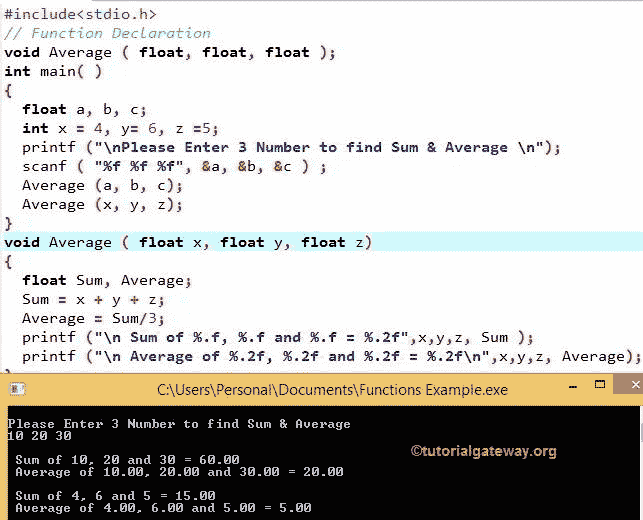 #include<stdio.h>
// Function Declaration
void Average ( float, float, float );
int main( )
{
  float a, b, c;
  int x = 4, y= 6, z =5;
  printf ("\nPlease Enter 3 Number to find Sum & Average \n");
  scanf ( "%f %f %f", &a, &b, &c ) ;
  Average (a, b, c);
  Average (x, y, z);
}
void Average ( float x, float y, float z)
{
  float Sum, Average;
  Sum = x + y + z;
  Average = Sum/3;
  printf ("\n Sum of %.f, %.f and %.f = %.2f",x,y,z, Sum );
  printf ("\n Average of %.2f, %.2f and %.2f = %.2f\n",x,y,z, Average);
C:\Users\Personal\Documents\Functions Example.exe
Please Enter 3 Number to find Sum & Average
10 20 30
©tutorialgateway.org
 Sum of 10, 20 and 30 = 60.00
 Average of 10.00, 20.00 and 30.00 = 20.00
 Sum of 4, 6 and 5 = 15.00
 Average of 4.00, 6.00 and 5.00 = 5.00